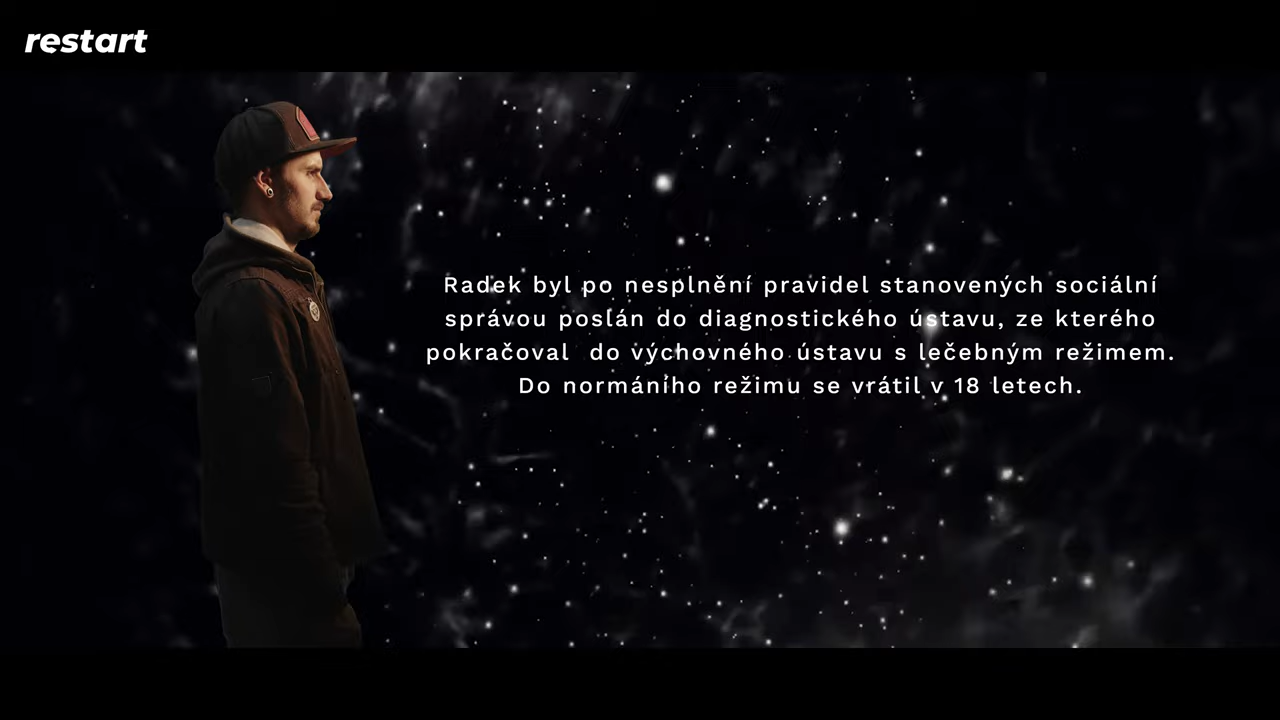 restart
Radek byl po nesplnění pravidel stanovených sociální
správou poslán do diagnostického ústavu, ze kterého
pokračoval do výchovného ústavu s lečebným režimem.
Do normáního režimu se vrátil v 18 letech.